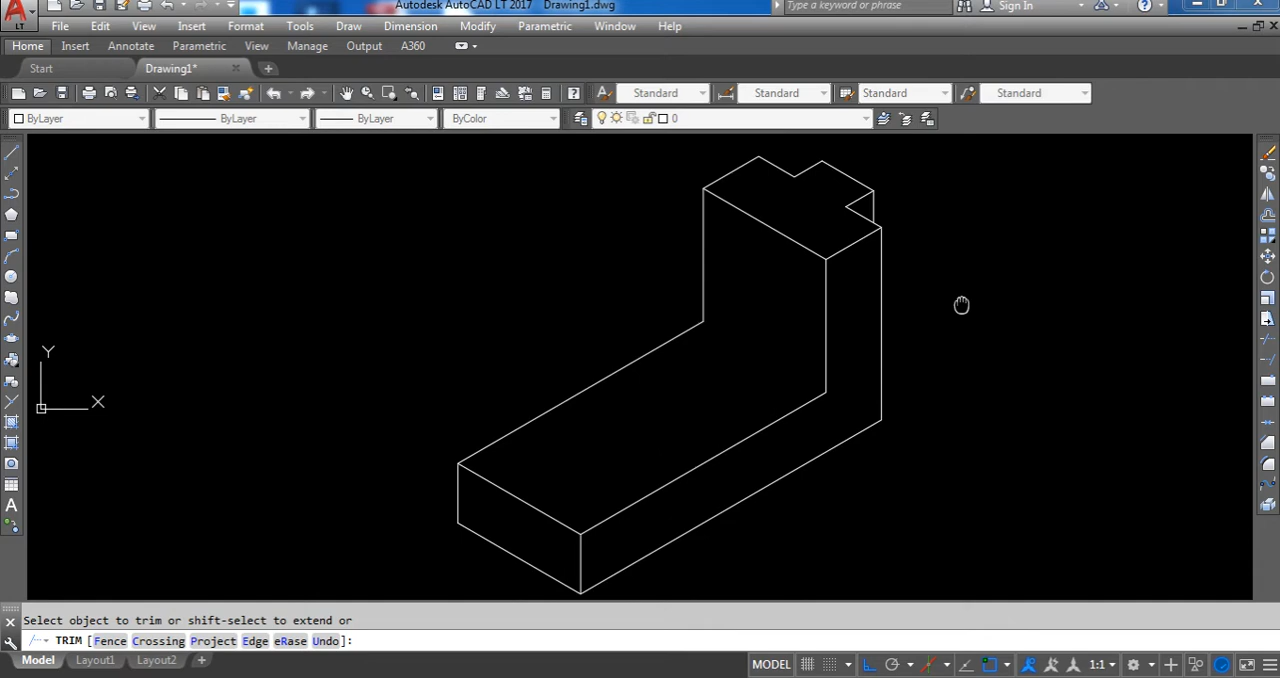 Autodesk AutoCAD LT 2017 Drawing1.dwg
Type a keyword or phrase
Sign In
LT
File Edit View Insert Format Tools Draw Dimension Modify Parametric Window Help
Home Insert Annotate Parametric View Output A360
Start Drawing1*
Standard Standard Standard Standard
ByLayer ByLayer ByLayer ByColor 0
Y
X
A
Select object to trim or shift-select to extend or
TRIM [Fence Crossing Project Edge eRase Undo]:
Model Layout1 Layout2 + MODEL 1:1